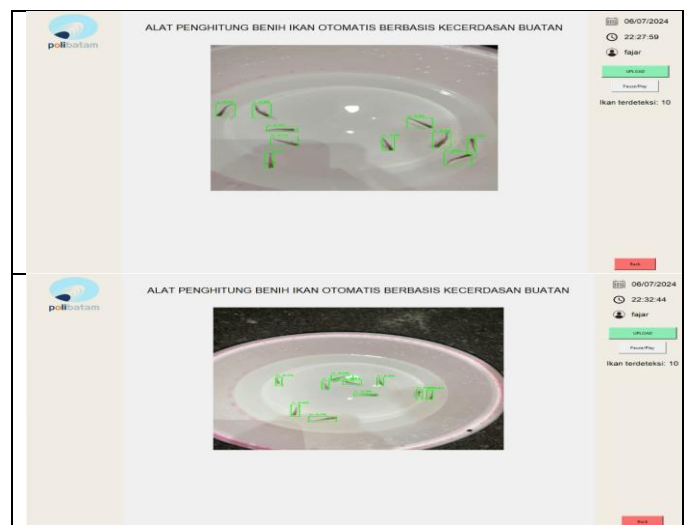 polibatam
ALAT PENGHITUNG BENIH IKAN OTOMATIS BERBASIS KECERDASAN BUATAN
06/07/2024
22:27:59
fajar
UPLOAD
Pause/Play
Ikan terdeteksi: 10
Back
polibatam
ALAT PENGHITUNG BENIH IKAN OTOMATIS BERBASIS KECERDASAN BUATAN
06/07/2024
22:32:44
fajar
UPLOAD
Pause/Play
Ikan terdeteksi: 10
Back